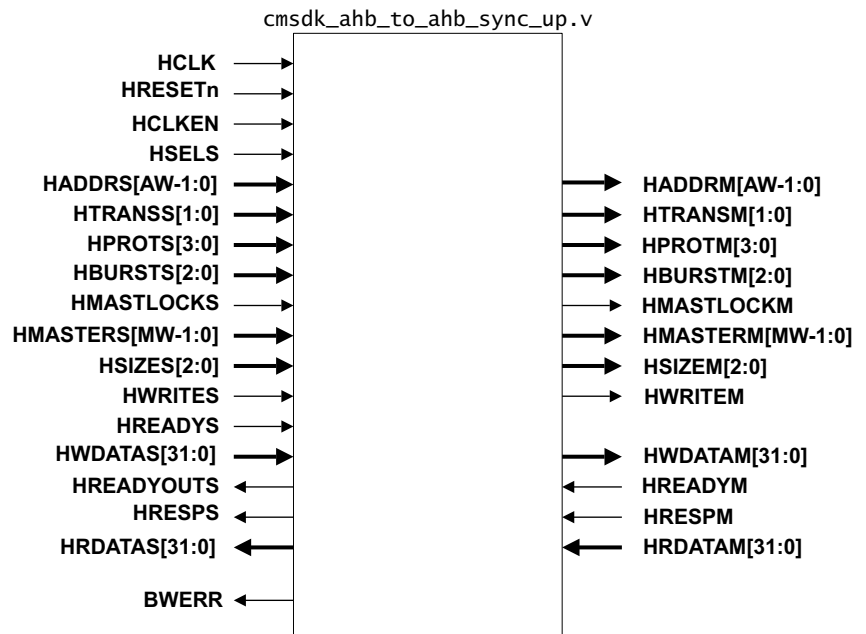 cmsdk_ahb_to_ahb_sync_up.v
HCLK
HRESETn
HCLKEN
HSELS
HADDRS[AW-1:0] HADDRM[AW-1:0]
HTRANSS[1:0] HTRANSM[1:0]
HPROTS[3:0] HPROTM[3:0]
HBURSTS[2:0] HBURSTM[2:0]
HMASTLOCKS HMASTLOCKM
HMASTERS[MW-1:0] HMASTERM[MW-1:0]
HSIZES[2:0] HSIZEM[2:0]
HWRITES HWRITEM
HREADYS
HWDATAS[31:0] HWDATAM[31:0]
HREADYOUTS HREADYM
HRESPS HRESPM
HRDATAS[31:0] HRDATAM[31:0]
BWERR